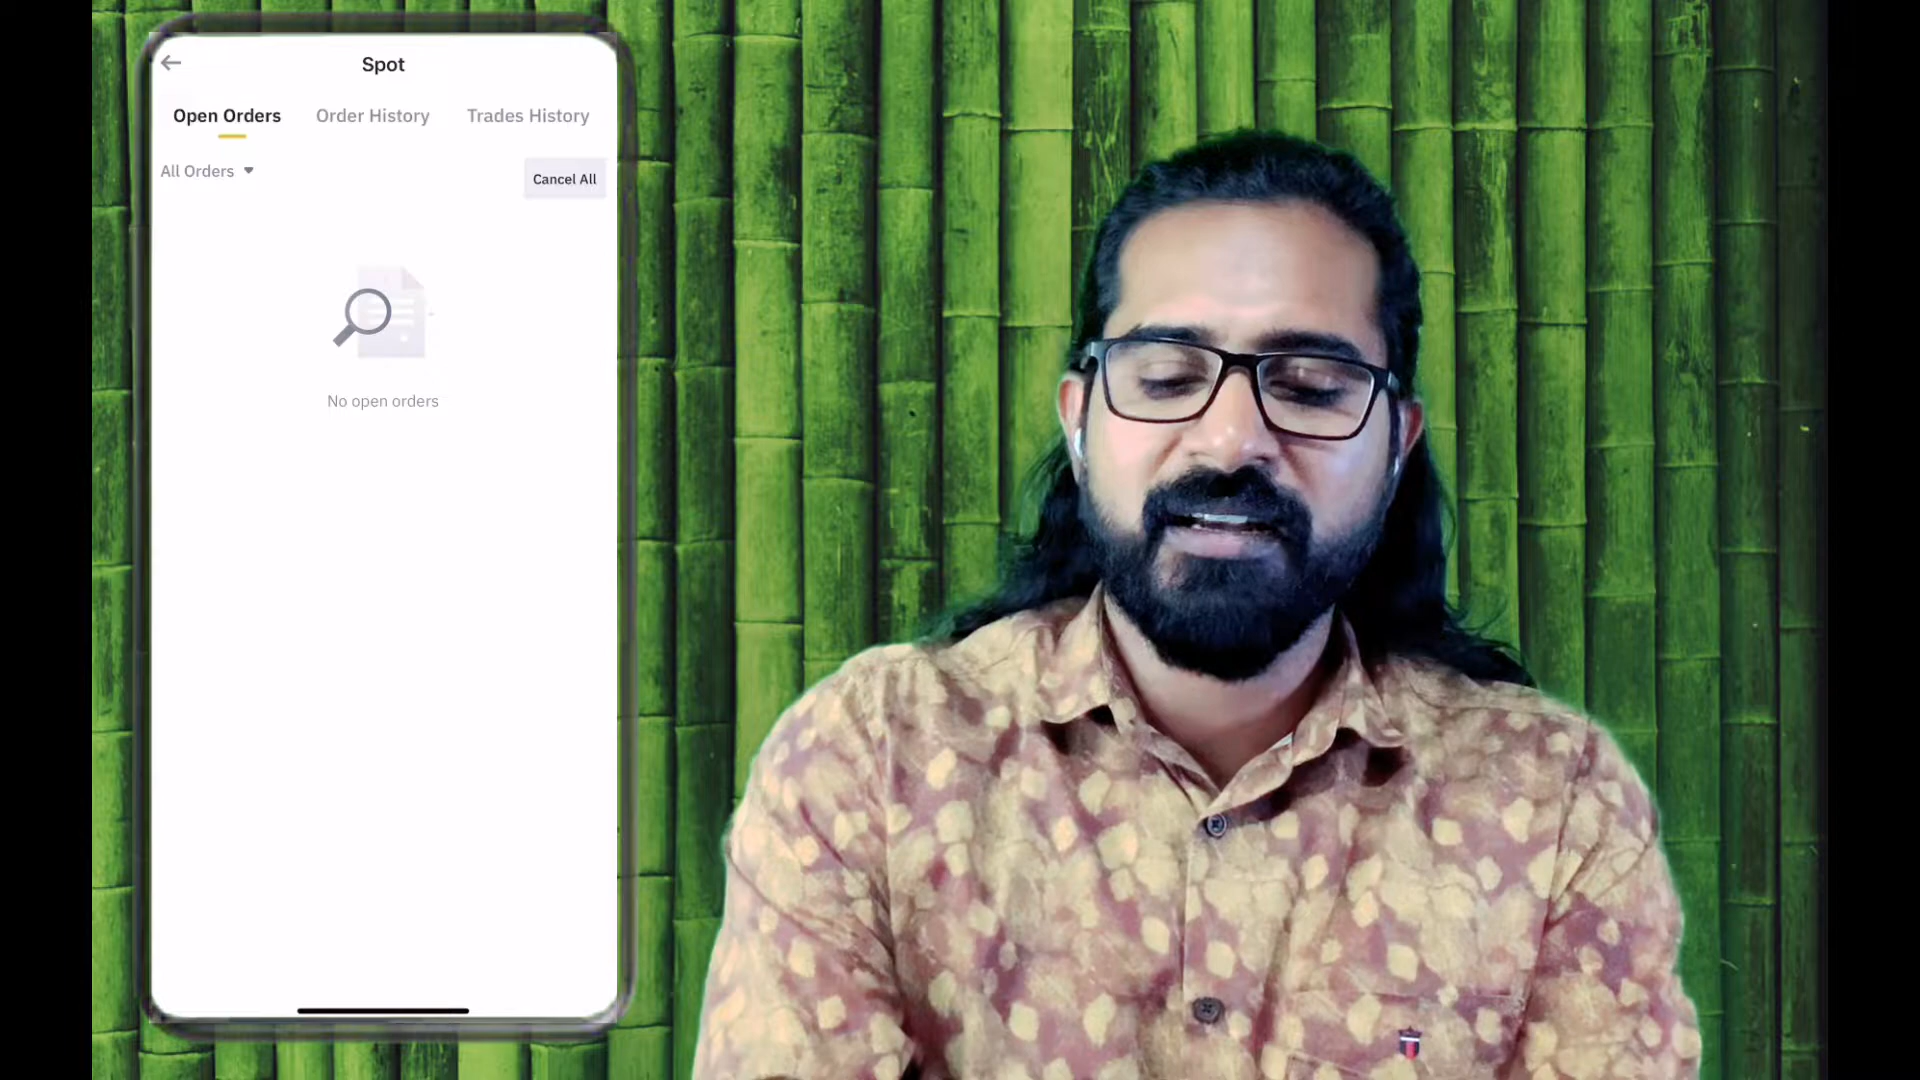 Spot
Open Orders Order History Trades History
All Orders
Cancel All
No open orders